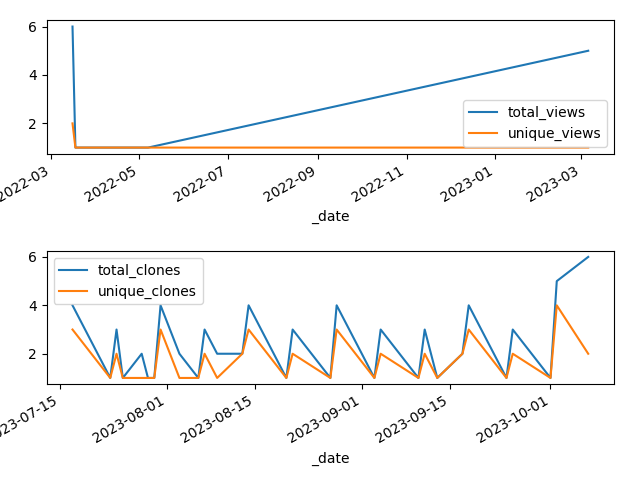 6
4
2
total_views
unique_views
2022-05
2022-07
2022-09
2022-11
2023-01
2023-03
_date
6
4
2
total_clones
unique_clones
2023-08-01
2023-08-15
2023-09-01
2023-09-15
2023-10-01
_date